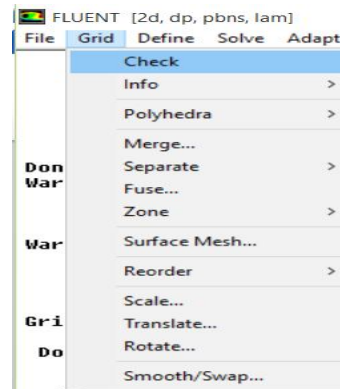 FLUENT [2d, dp, pbns, lam]
File Grid Define Solve Adapt
Check
Info >
Polyhedra >
Merge...
Don Separate >
War Fuse...
Zone >
War Surface Mesh...
Reorder >
Scale...
Gri Translate...
Do Rotate...
Smooth/Swap...